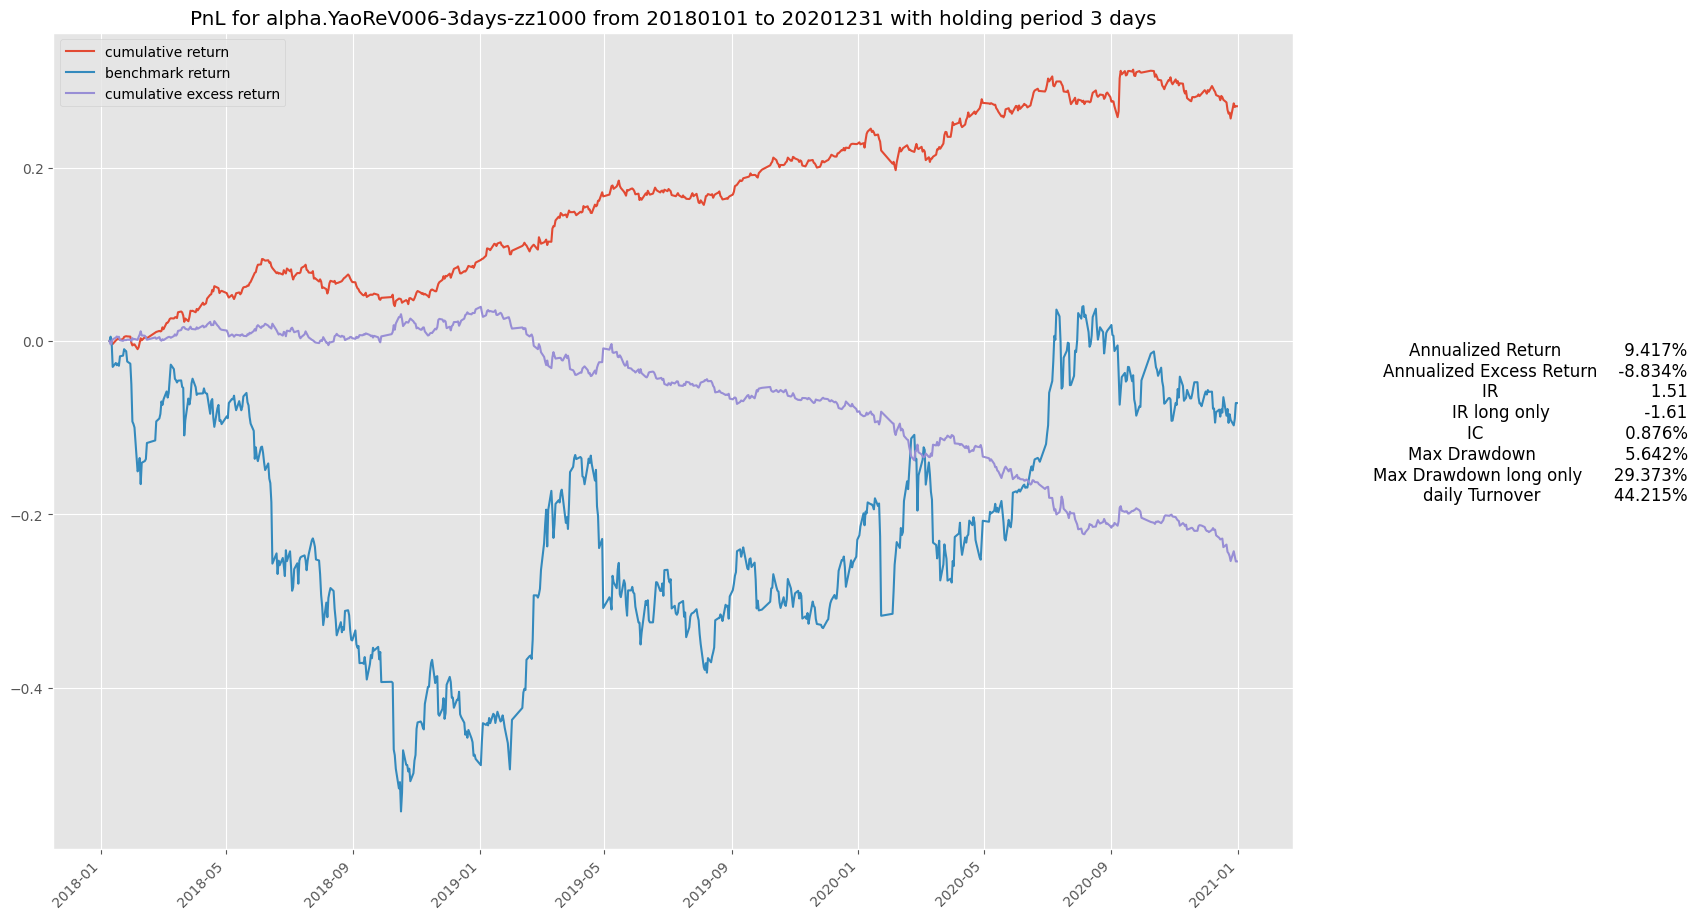 PnL for alpha.YaoReV006-3days-zz1000 from 20180101 to 20201231 with holding period 3 days
cumulative return
benchmark return
cumulative excess return
0.2
0.0
−0.2
−0.4
2018-01
2018-05
2018-09
2019-01
2019-05
2019-09
2020-01
2020-05
2020-09
2021-01
Annualized Return 9.417%
Annualized Excess Return -8.834%
IR 1.51
IR long only -1.61
IC 0.876%
Max Drawdown 5.642%
Max Drawdown long only 29.373%
daily Turnover 44.215%